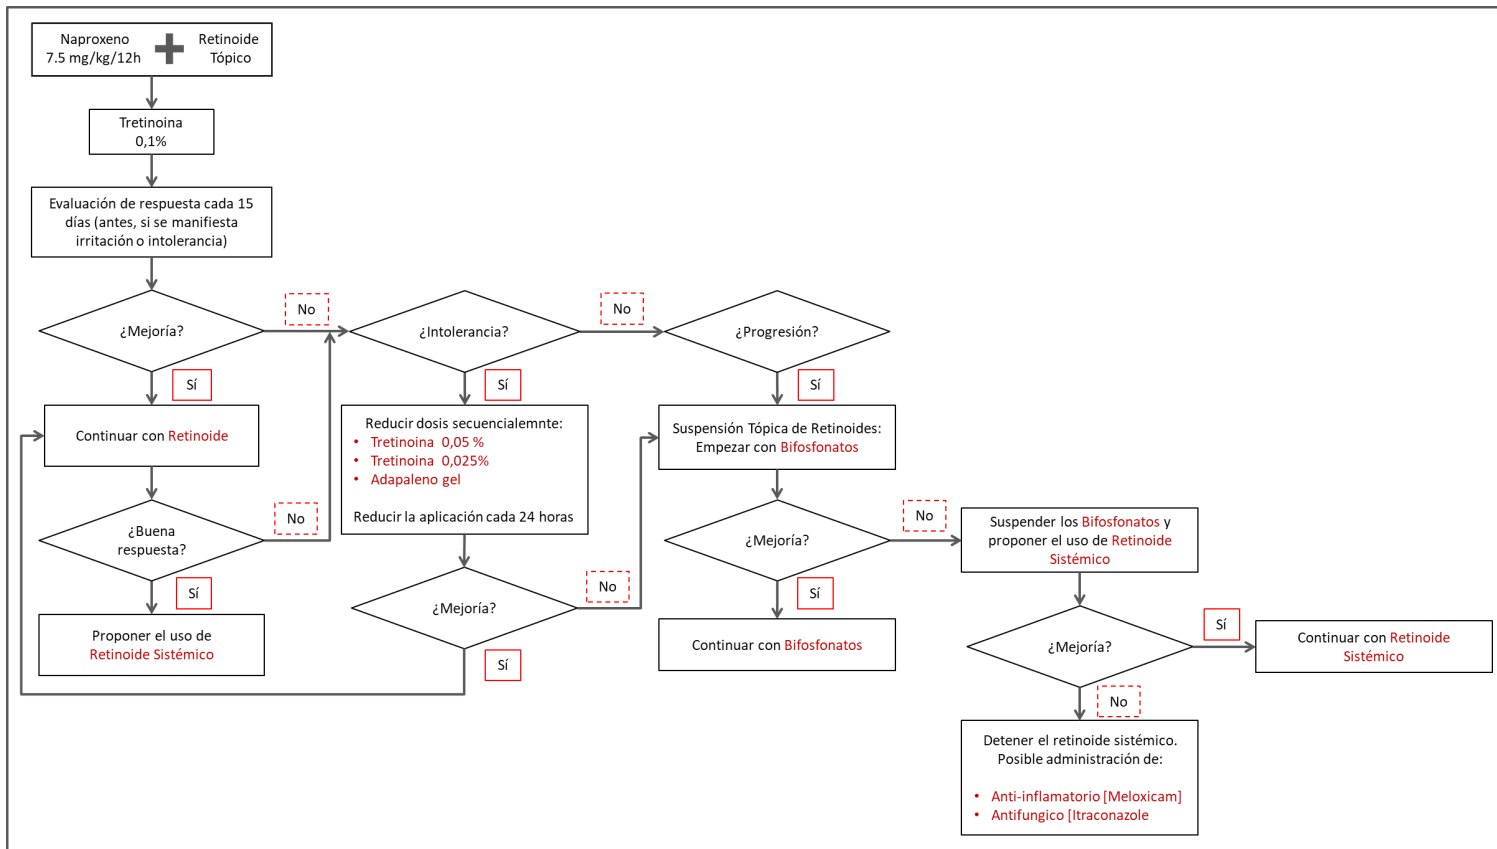 Naproxeno
7.5 mg/kg/12h
Retinoide
Tópico
Tretinoina
0,1%
Evaluación de respuesta cada 15
días (antes, si se manifiesta
irritación o intolerancia)
¿Mejoría?
No
¿Intolerancia?
No
¿Progresión?
Sí
Sí
Sí
Continuar con Retinoide
Reducir dosis secuencialemnte:
• Tretinoina 0,05 %
• Tretinoina 0,025%
• Adapaleno gel
Reducir la aplicación cada 24 horas
Suspensión Tópica de Retinoides:
Empezar con Bifosfonatos
¿Buena
respuesta?
No
Sí
Proponer el uso de
Retinoide Sistémico
¿Mejoría?
No
Sí
¿Mejoría?
No
Sí
Continuar con Bifosfonatos
Suspender los Bifosfonatos y
proponer el uso de Retinoide
Sistémico
¿Mejoría?
Sí
Continuar con Retinoide
Sistémico
No
Detener el retinoide sistémico.
Posible administración de:
• Anti-inflamatorio [Meloxicam]
• Antifungico [Itraconazole